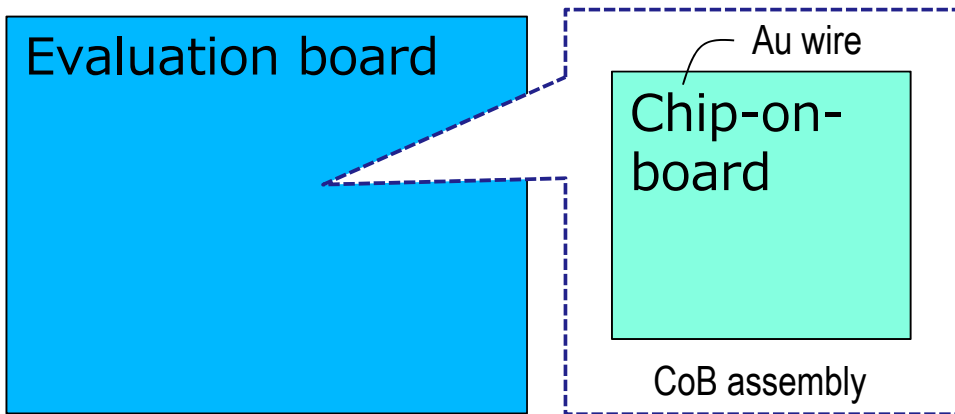 Evaluation board
Au wire
Chip-on-
board
CoB assembly